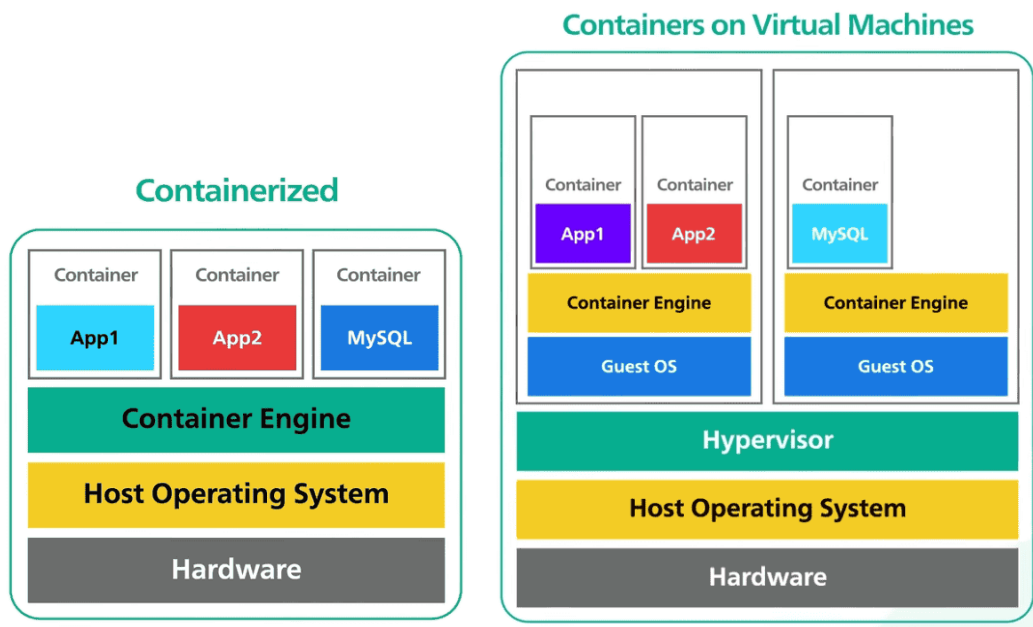 Containerized
Container Container Container
App1 App2 MySQL
Container Engine
Host Operating System
Hardware
Containers on Virtual Machines
Container Container Container
App1 App2 MySQL
Container Engine Container Engine
Guest OS Guest OS
Hypervisor
Host Operating System
Hardware